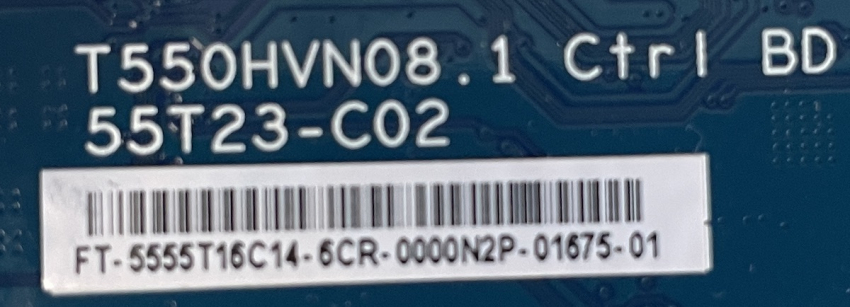 T550HVN08.1 Ctrl BD
55T23-C02
FT-5555T16C14-6CR-0000N2P-01675-01